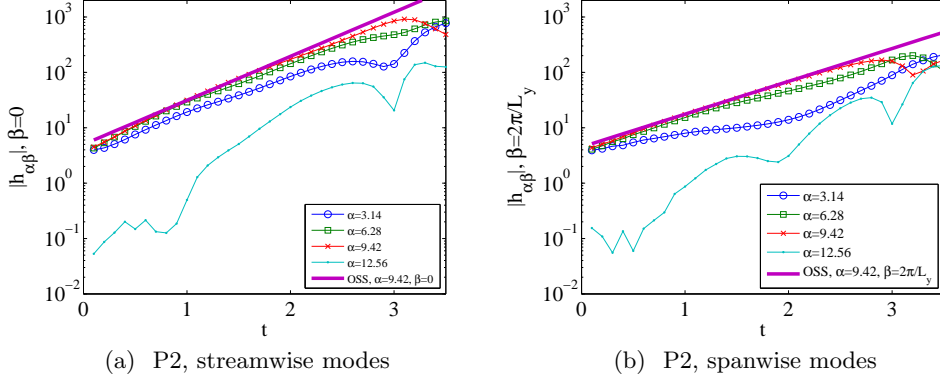 10^3
10^2
10^1
10^0
10^-1
10^-2
|h_αβ|, β=0
0 1 2 3
t
α=3.14
α=6.28
α=9.42
α=12.56
OSS, α=9.42, β=0
(a) P2, streamwise modes
10^3
10^2
10^1
10^0
10^-1
10^-2
|h_αβ|, β=2π/L_y
0 1 2 3
t
α=3.14
α=6.28
α=9.42
α=12.56
OSS, α=9.42, β=2π/L_y
(b) P2, spanwise modes